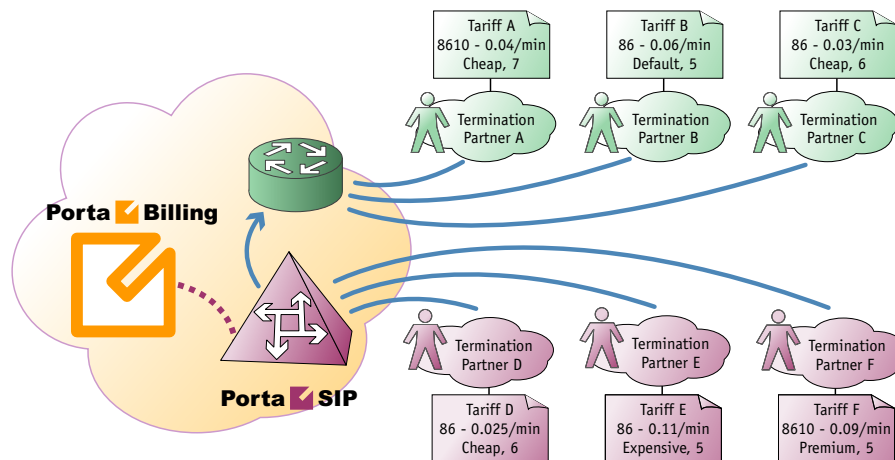 Tariff A
8610 - 0.04/min
Cheap, 7
Tariff B
86 - 0.06/min
Default, 5
Tariff C
86 - 0.03/min
Cheap, 6
Termination
Partner A
Termination
Partner B
Termination
Partner C
Porta Billing
Porta SIP
Termination
Partner D
Termination
Partner E
Termination
Partner F
Tariff D
86 - 0.025/min
Cheap, 6
Tariff E
86 - 0.11/min
Expensive, 5
Tariff F
8610 - 0.09/min
Premium, 5